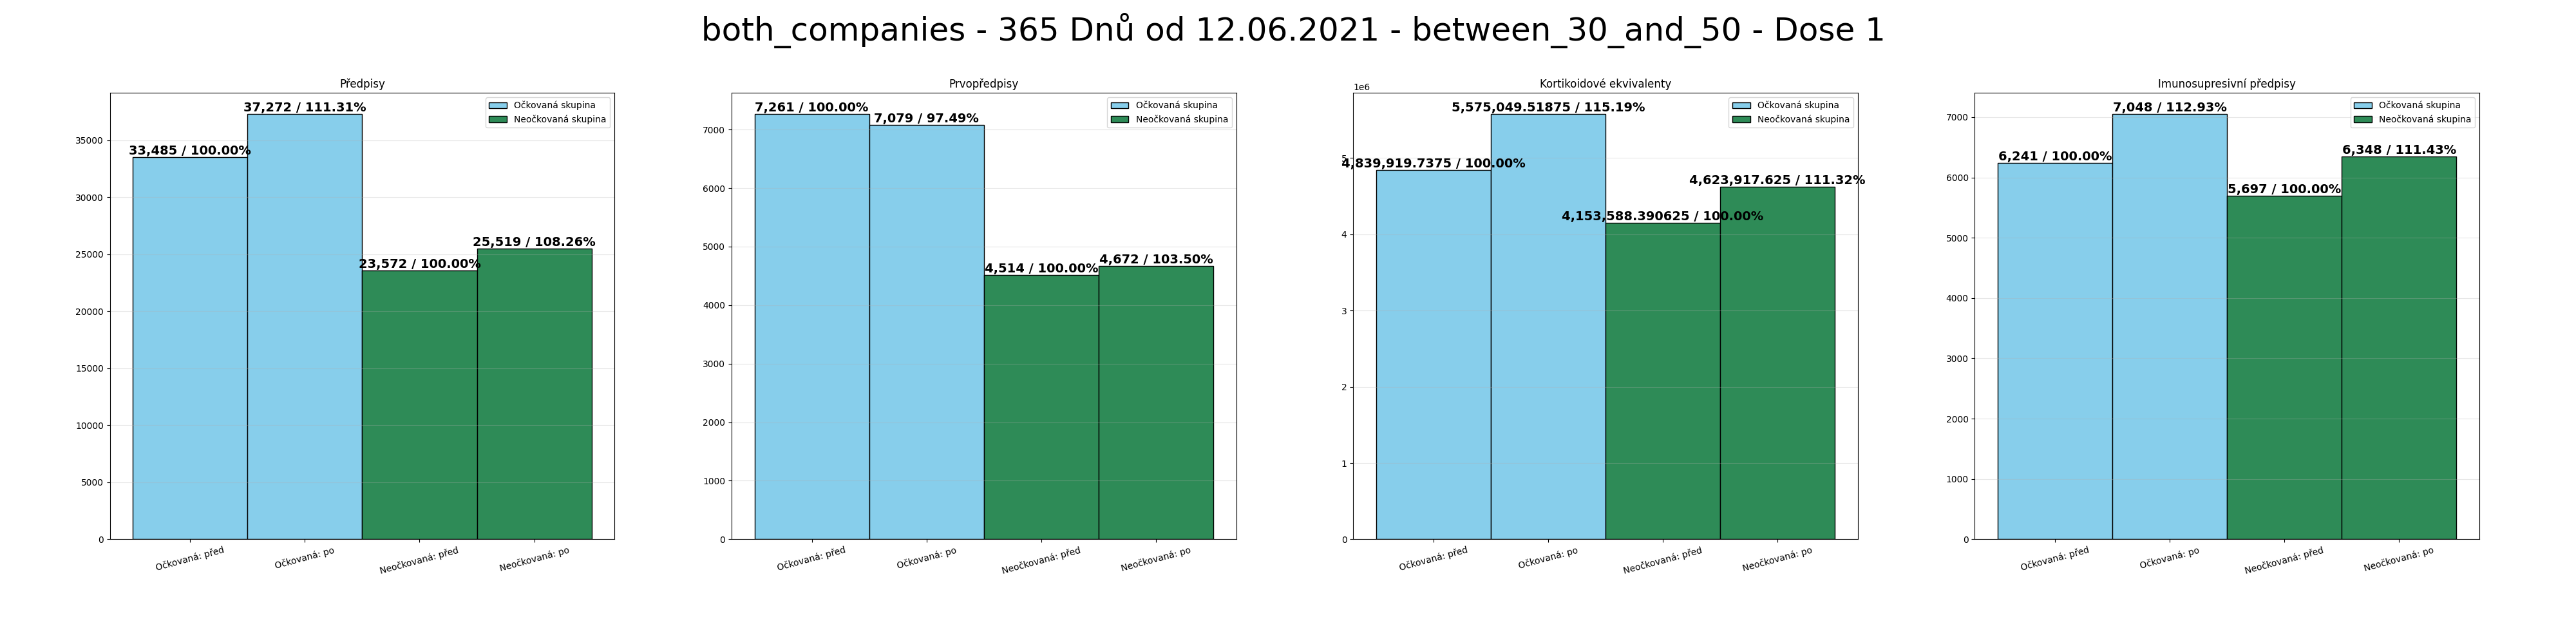 both_companies - 365 Dnů od 12.06.2021 - between_30_and_50 - Dose 1
Předpisy
37,272 / 111.31%
33,485 / 100.00%
25,519 / 108.26%
23,572 / 100.00%
Očkovaná skupina
Neočkovaná skupina
35000
30000
25000
20000
15000
10000
5000
0
Očkovaná: před
Očkovaná: po
Neočkovaná: před
Neočkovaná: po
Prvopředpisy
7,261 / 100.00%
7,079 / 97.49%
4,514 / 100.00%
4,672 / 103.50%
Očkovaná skupina
Neočkovaná skupina
7000
6000
5000
4000
3000
2000
1000
0
Očkovaná: před
Očkovaná: po
Neočkovaná: před
Neočkovaná: po
Kortikoidové ekvivalenty
1e6
5,575,049.51875 / 115.19%
4,839,919.7375 / 100.00%
4,623,917.625 / 111.32%
4,153,588.390625 / 100.00%
Očkovaná skupina
Neočkovaná skupina
5
4
3
2
1
0
Očkovaná: před
Očkovaná: po
Neočkovaná: před
Neočkovaná: po
Imunosupresivní předpisy
7,048 / 112.93%
6,241 / 100.00%
6,348 / 111.43%
5,697 / 100.00%
Očkovaná skupina
Neočkovaná skupina
7000
6000
5000
4000
3000
2000
1000
0
Očkovaná: před
Očkovaná: po
Neočkovaná: před
Neočkovaná: po